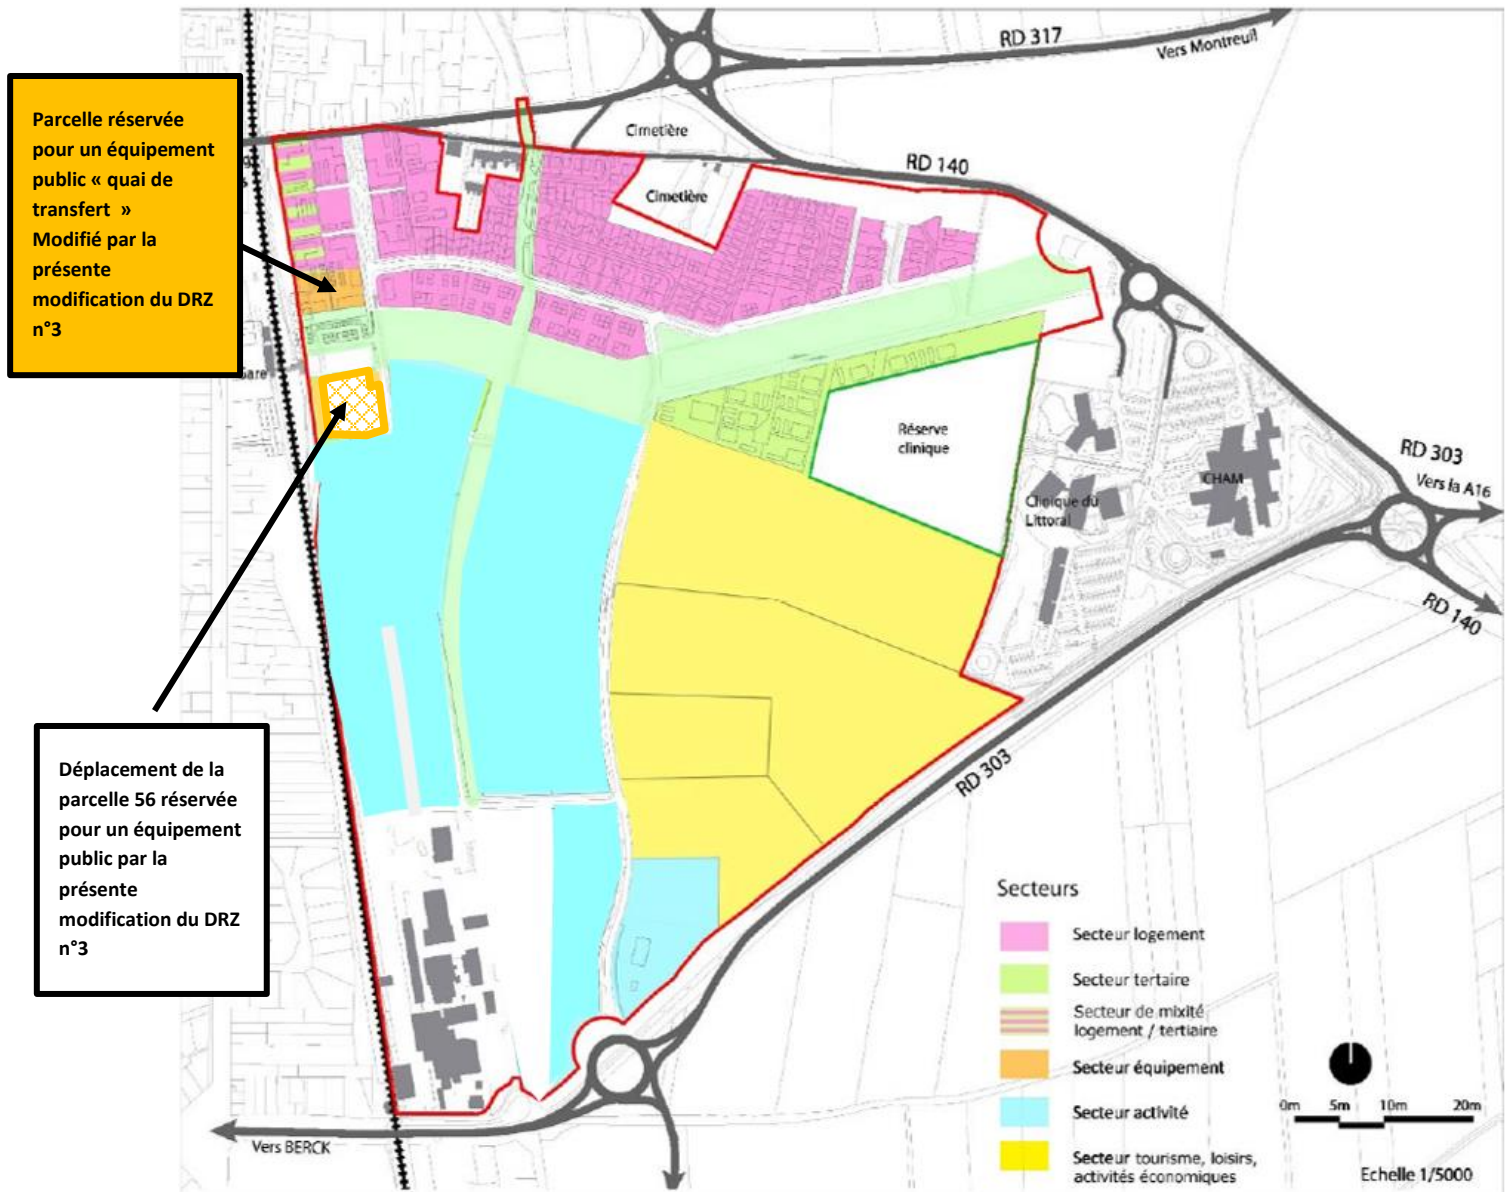 RD 317
Vers Montreuil
Parcelle réservée
pour un équipement
public « quai de
transfert »
Modifié par la
présente
modification du DRZ
n°3
Cimetière
RD 140
Cimetière
Gare
Réserve
clinique
RD 303
Vers la A16
CHAM
Clinique du
Littoral
RD 140
Déplacement de la
parcelle 56 réservée
pour un équipement
public par la
présente
modification du DRZ
n°3
RD 303
Secteurs
Secteur logement
Secteur tertaire
Secteur de mixité
logement / tertiaire
Secteur équipement
Secteur activité
Secteur tourisme, loisirs,
activités économiques
0m 5m 10m 20m
Vers BERCK
Echelle 1/5000